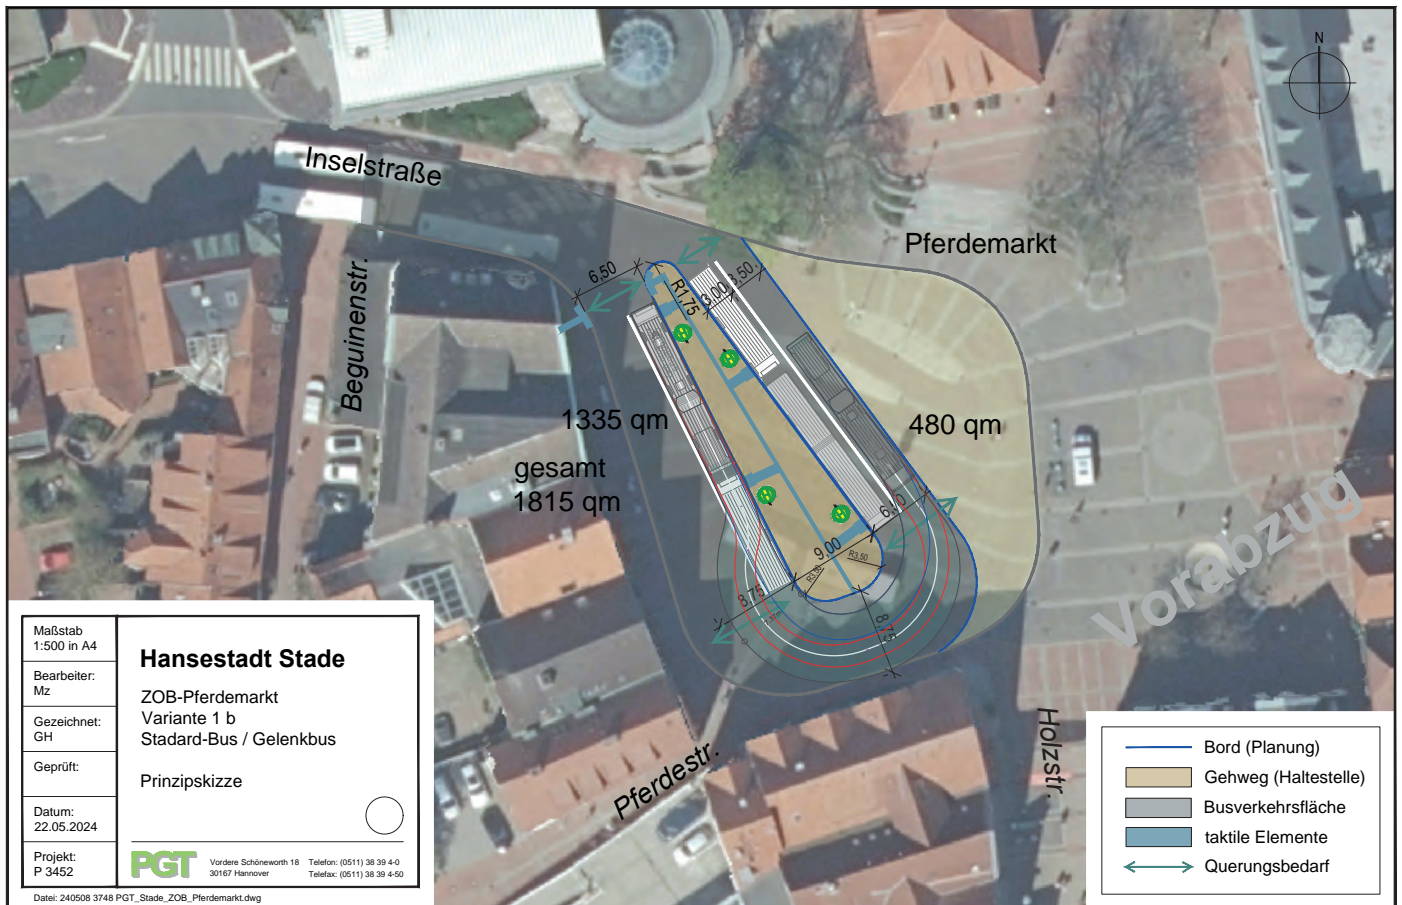 N
Inselstraße
Pferdemarkt
Beguinenstr.
6,50
R1,75
3,00
3,50
1335 qm
480 qm
gesamt
1815 qm
9,00
R3,50
8,75
8,75
Vorabzug
Pferdestr.
Holzstr.
Maßstab
1:500 in A4
Bearbeiter:
Mz
Gezeichnet:
GH
Geprüft:
Datum:
22.05.2024
Projekt:
P 3452
Hansestadt Stade
ZOB-Pferdemarkt
Variante 1 b
Stadard-Bus / Gelenkbus
Prinzipskizze
PGT
Vordere Schöneworth 18 Telefon: (0511) 38 39 4-0
30167 Hannover Telefax: (0511) 38 39 4-50
Datei: 240508 3748 PGT_Stade_ZOB_Pferdemarkt.dwg
Bord (Planung)
Gehweg (Haltestelle)
Busverkehrsfläche
taktile Elemente
Querungsbedarf